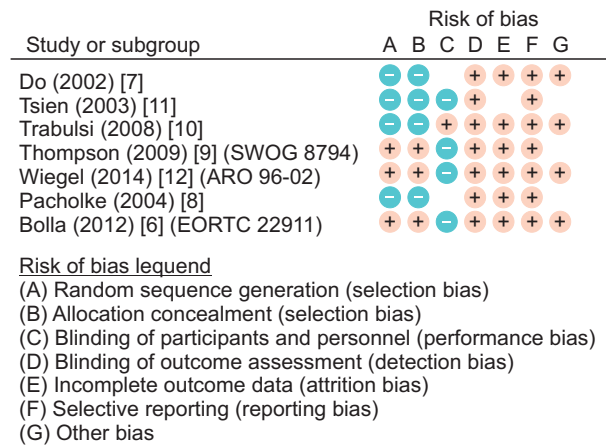 Risk of bias
Study or subgroup A B C D E F G
Do (2002) [7] − − + + + +
Tsien (2003) [11] − − − + +
Trabulsi (2008) [10] − − + + + + +
Thompson (2009) [9] (SWOG 8794) + + − + + +
Wiegel (2014) [12] (ARO 96-02) + + − + + + +
Pacholke (2004) [8] − − + + +
Bolla (2012) [6] (EORTC 22911) + + − + + + +
Risk of bias lequend
(A) Random sequence generation (selection bias)
(B) Allocation concealment (selection bias)
(C) Blinding of participants and personnel (performance bias)
(D) Blinding of outcome assessment (detection bias)
(E) Incomplete outcome data (attrition bias)
(F) Selective reporting (reporting bias)
(G) Other bias